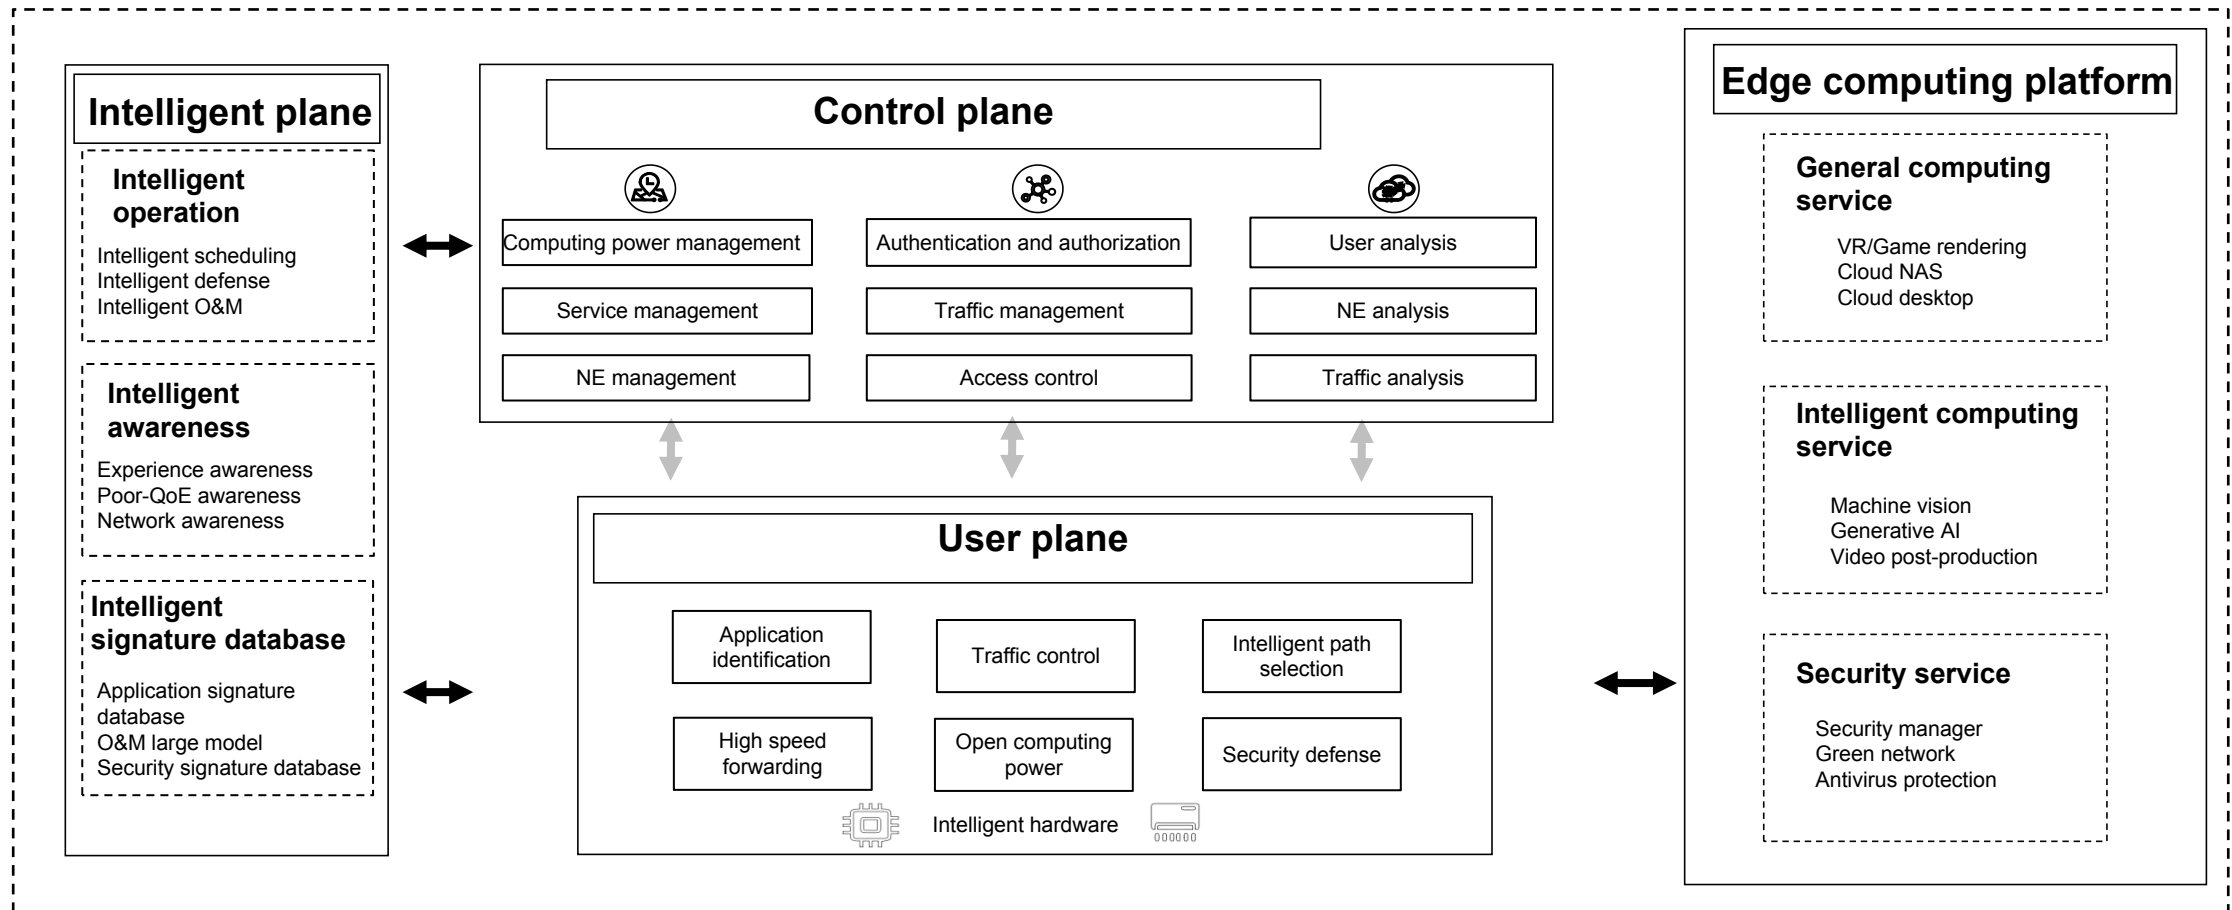 Intelligent plane
Intelligent
operation
Intelligent scheduling
Intelligent defense
Intelligent O&M
Intelligent
awareness
Experience awareness
Poor-QoE awareness
Network awareness
Intelligent
signature database
Application signature
database
O&M large model
Security signature database
Control plane
Computing power management
Authentication and authorization
User analysis
Service management
Traffic management
NE analysis
NE management
Access control
Traffic analysis
User plane
Application
identification
Traffic control
Intelligent path
selection
High speed
forwarding
Open computing
power
Security defense
Intelligent hardware
Edge computing platform
General computing
service
VR/Game rendering
Cloud NAS
Cloud desktop
Intelligent computing
service
Machine vision
Generative AI
Video post-production
Security service
Security manager
Green network
Antivirus protection